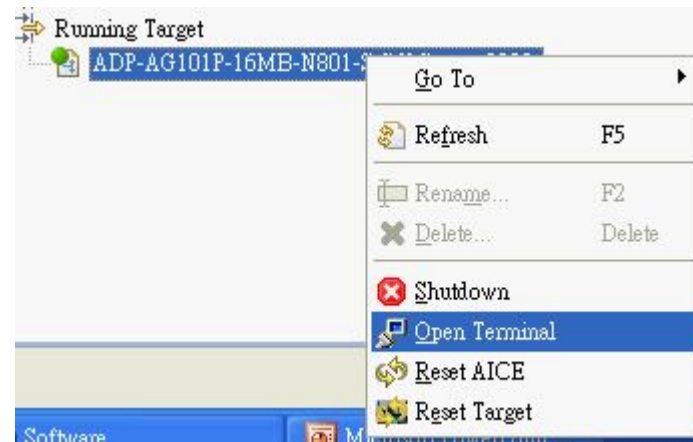 Running Target
ADP-AG101P-16MB-N801-
Go To
Refresh F5
Rename... F2
Delete... Delete
Shutdown
Open Terminal
Reset AICE
Reset Target
Software